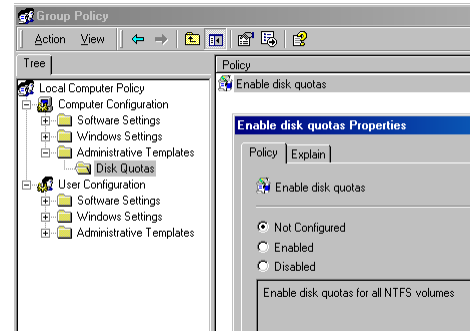 Group Policy
Action View
Tree
Policy
Local Computer Policy
Computer Configuration
Software Settings
Windows Settings
Administrative Templates
Disk Quotas
User Configuration
Software Settings
Windows Settings
Administrative Templates
Enable disk quotas
Enable disk quotas Properties
Policy Explain
Enable disk quotas
Not Configured
Enabled
Disabled
Enable disk quotas for all NTFS volumes